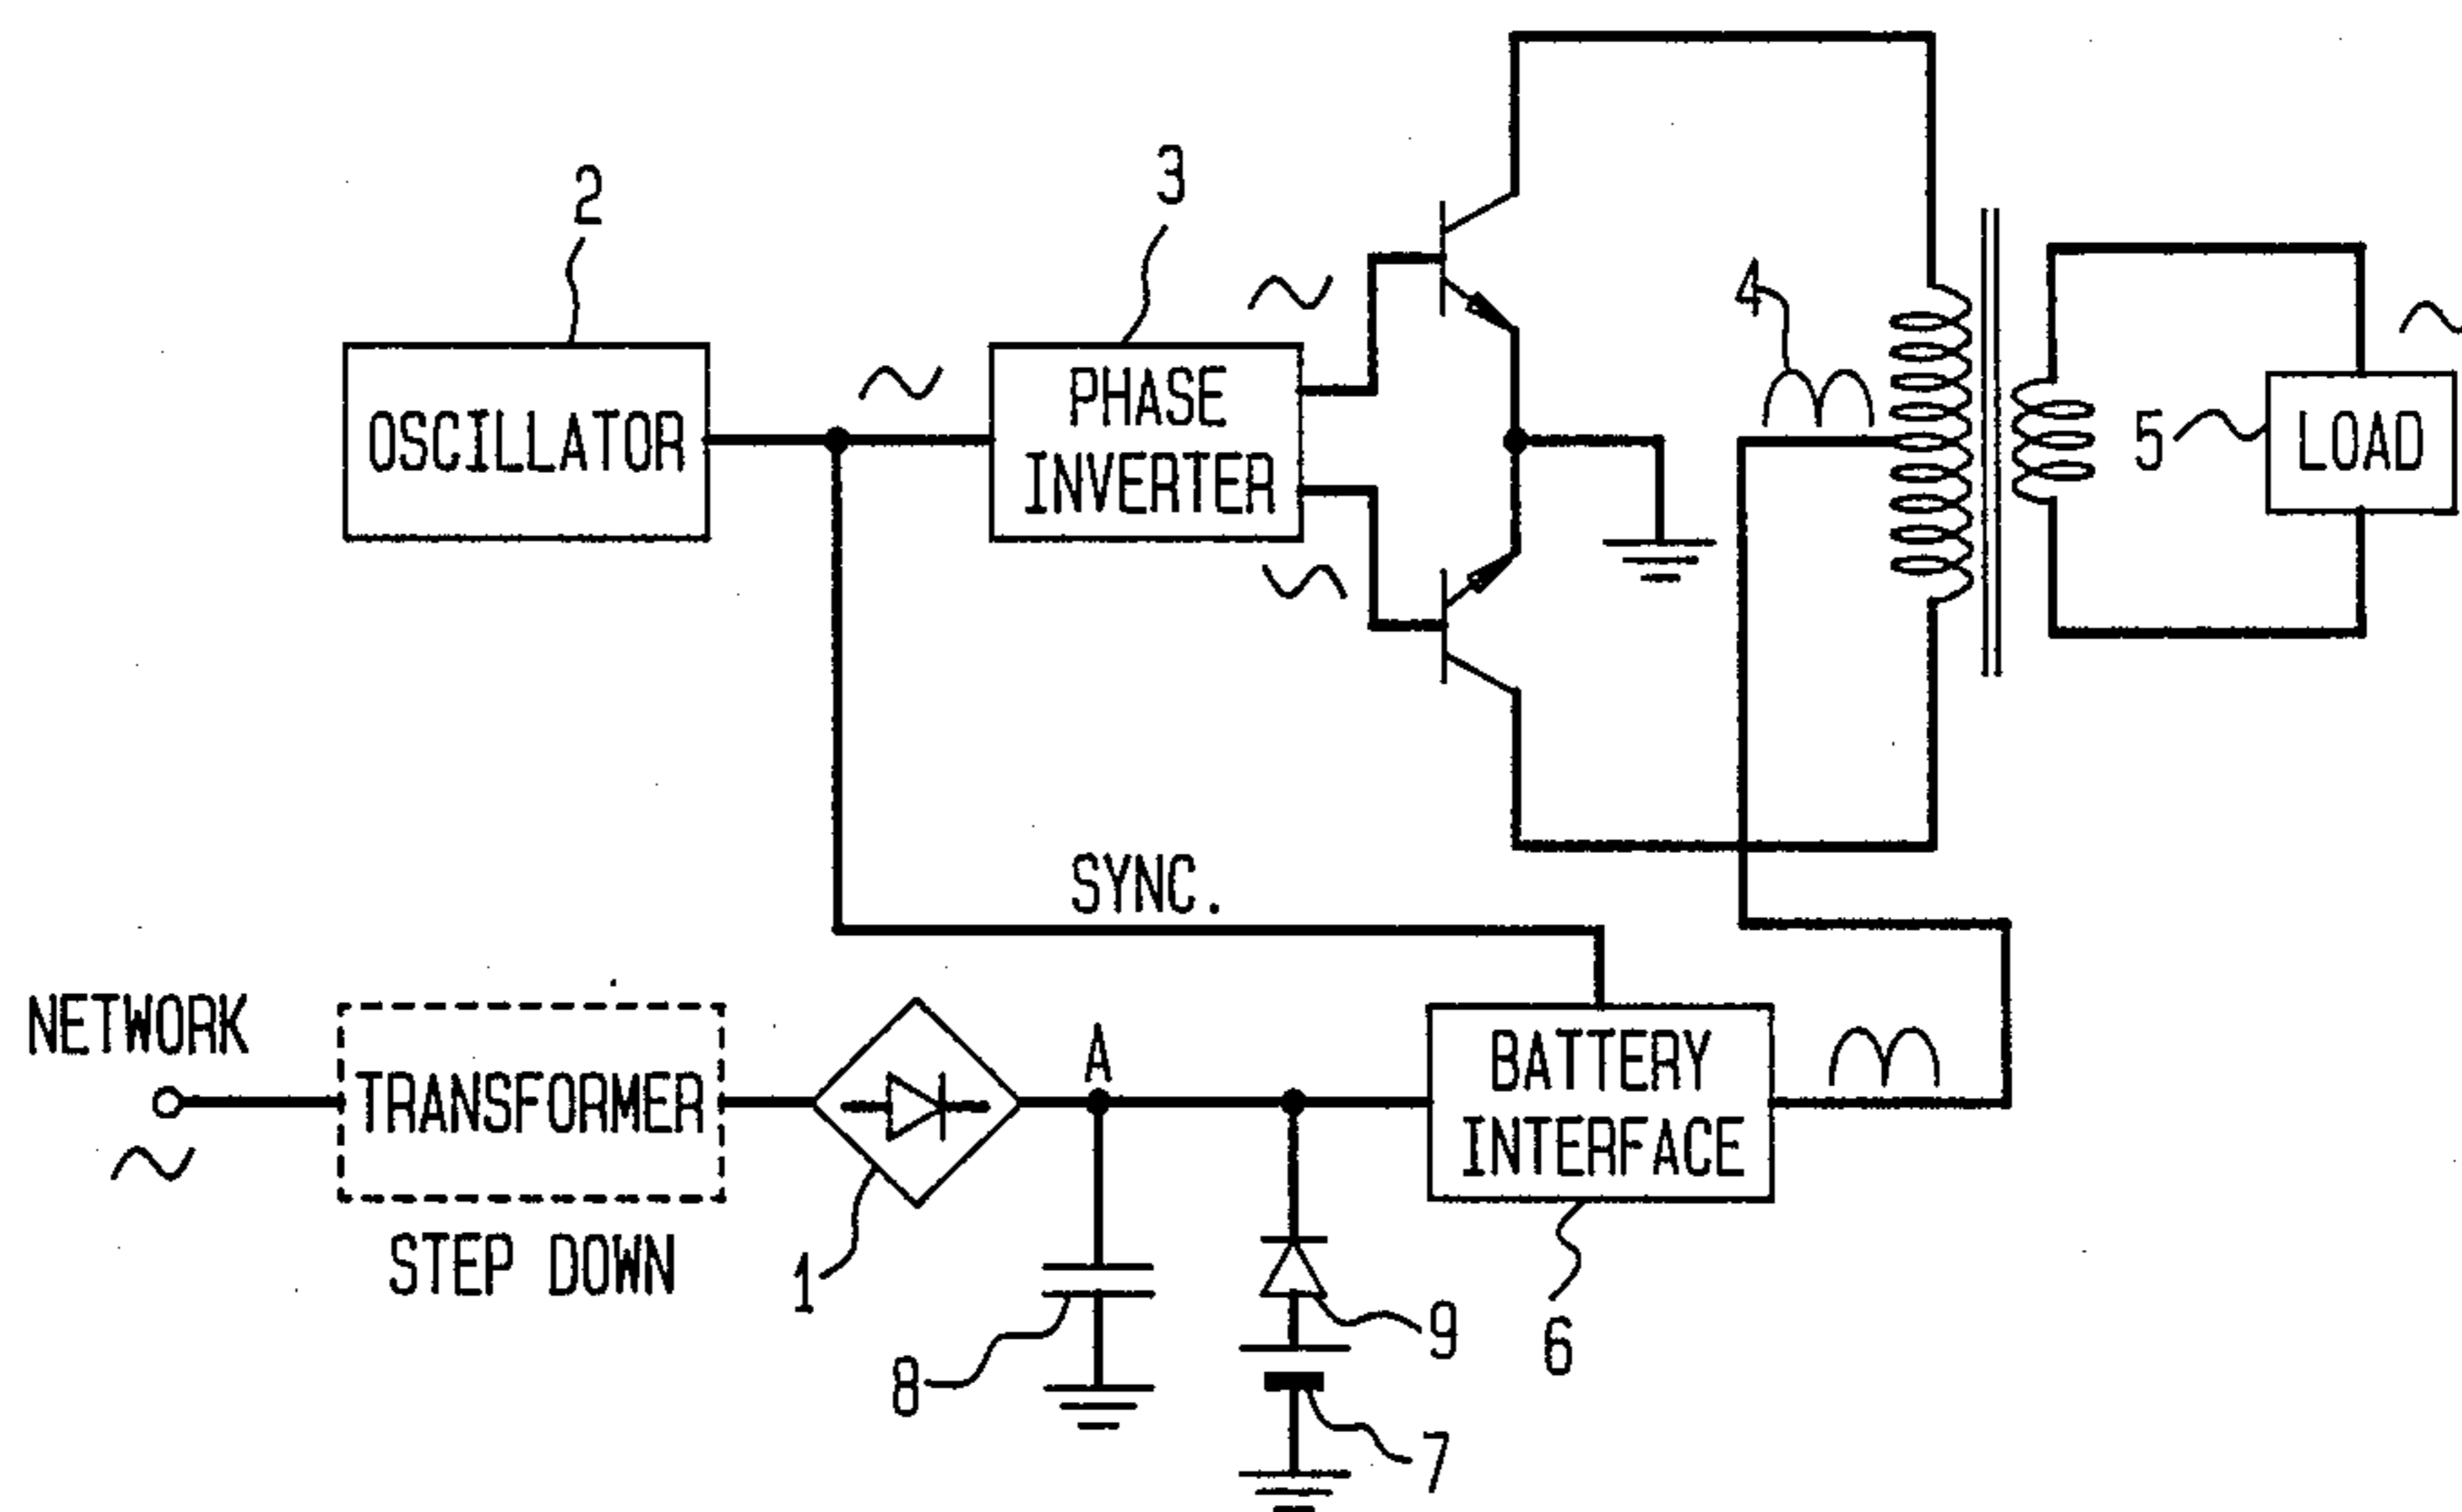 2
3
OSCILLATOR
PHASE
INVERTER
4
5
LOAD
SYNC.
NETWORK
TRANSFORMER
STEP DOWN
1
A
BATTERY
INTERFACE
8
9
6
7